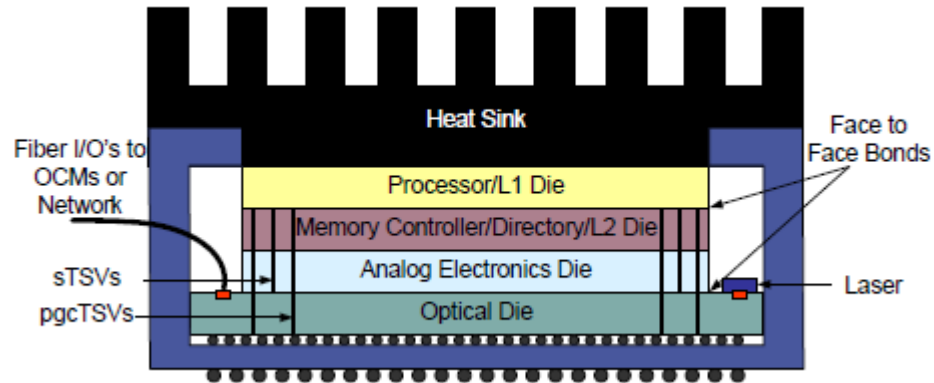 Heat Sink
Fiber I/O's to
OCMs or
Network
Face to
Face Bonds
Processor/L1 Die
Memory Controller/Directory/L2 Die
sTSVs
Analog Electronics Die
Laser
pgcTSVs
Optical Die